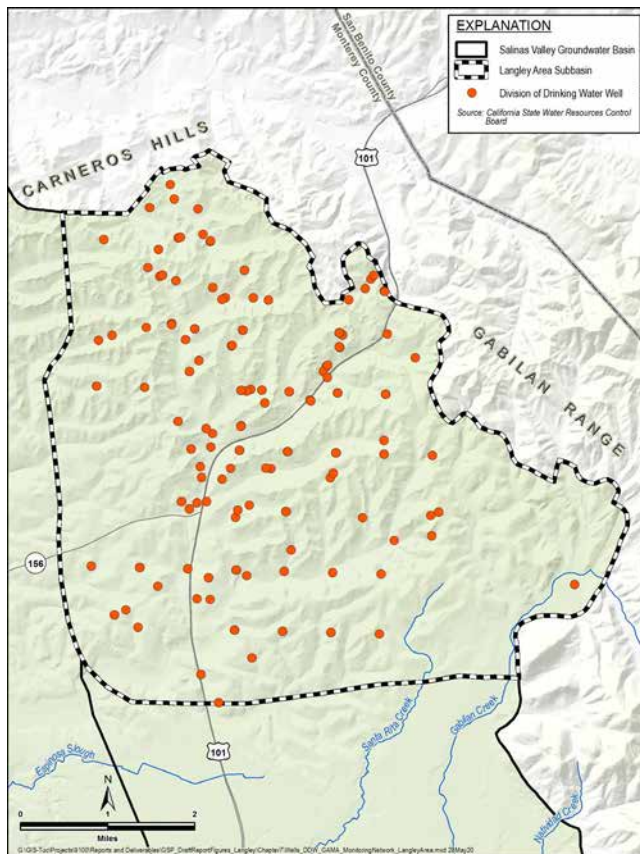 EXPLANATION
Salinas Valley Groundwater Basin
Langley Area Subbasin
Division of Drinking Water Well
Source: California State Water Resources Control
Board
San Benito County
Monterey County
CARNEROS HILLS
101
GABILAN RANGE
156
Santa Rita Creek
Gabilan Creek
Espinosa Slough
101
Natividad Creek
N
0 1 2
Miles